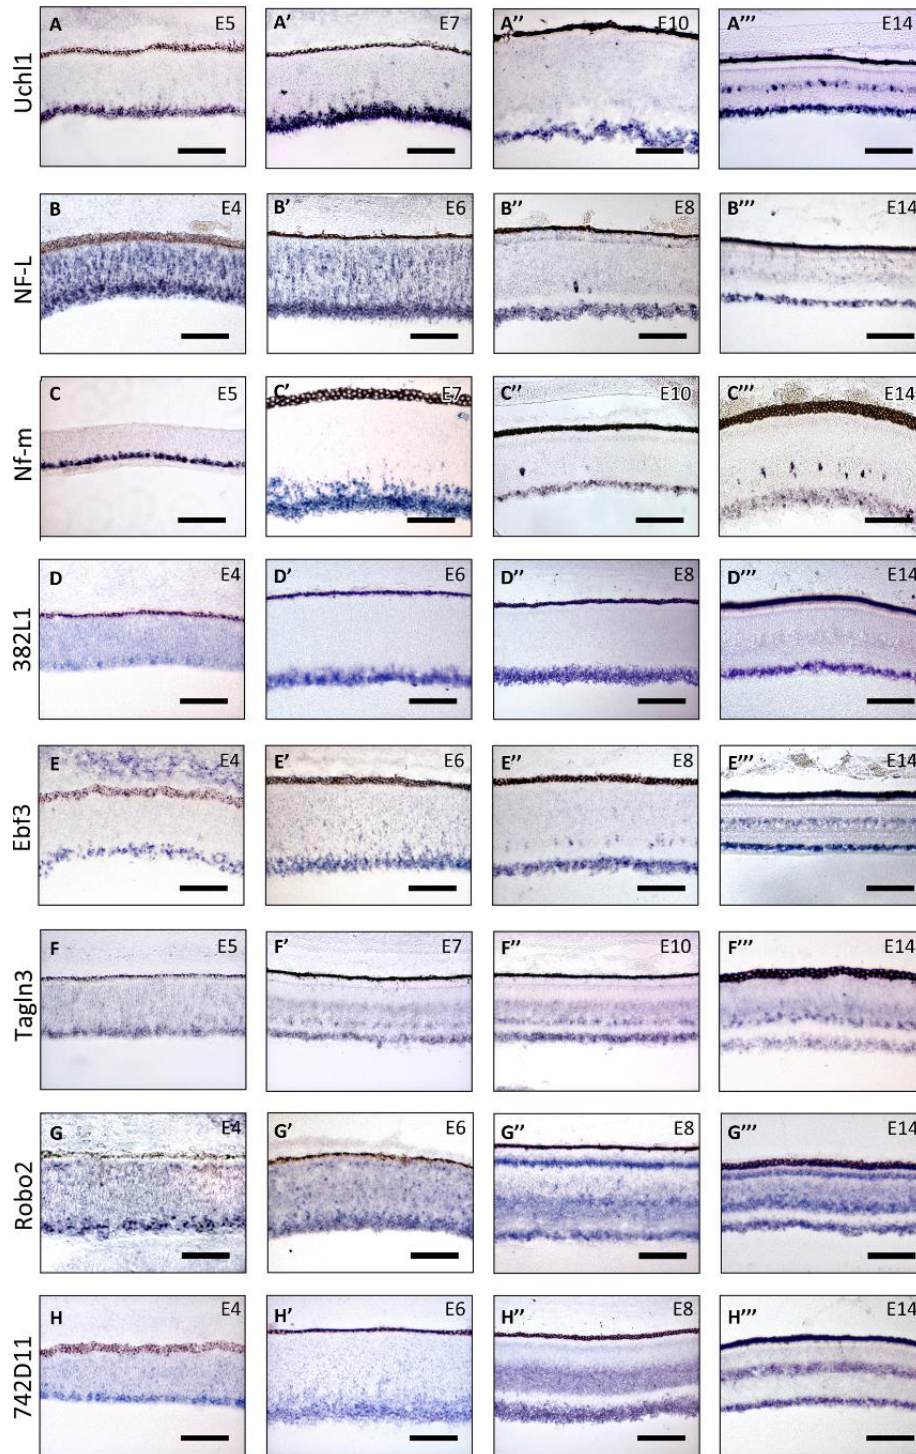 Uchl1
A E5
A’ E7
A’’ E10
A’’’ E14
NF-L
B E4
B’ E6
B’’ E8
B’’’ E14
Nf-m
C E5
C’ E7
C’’ E10
C’’’ E14
382L1
D E4
D’ E6
D’’ E8
D’’’ E14
Ebf3
E E4
E’ E6
E’’ E8
E’’’ E14
Tagln3
F E5
F’ E7
F’’ E10
F’’’ E14
Robo2
G E4
G’ E6
G’’ E8
G’’’ E14
742D11
H E4
H’ E6
H’’ E8
H’’’ E14